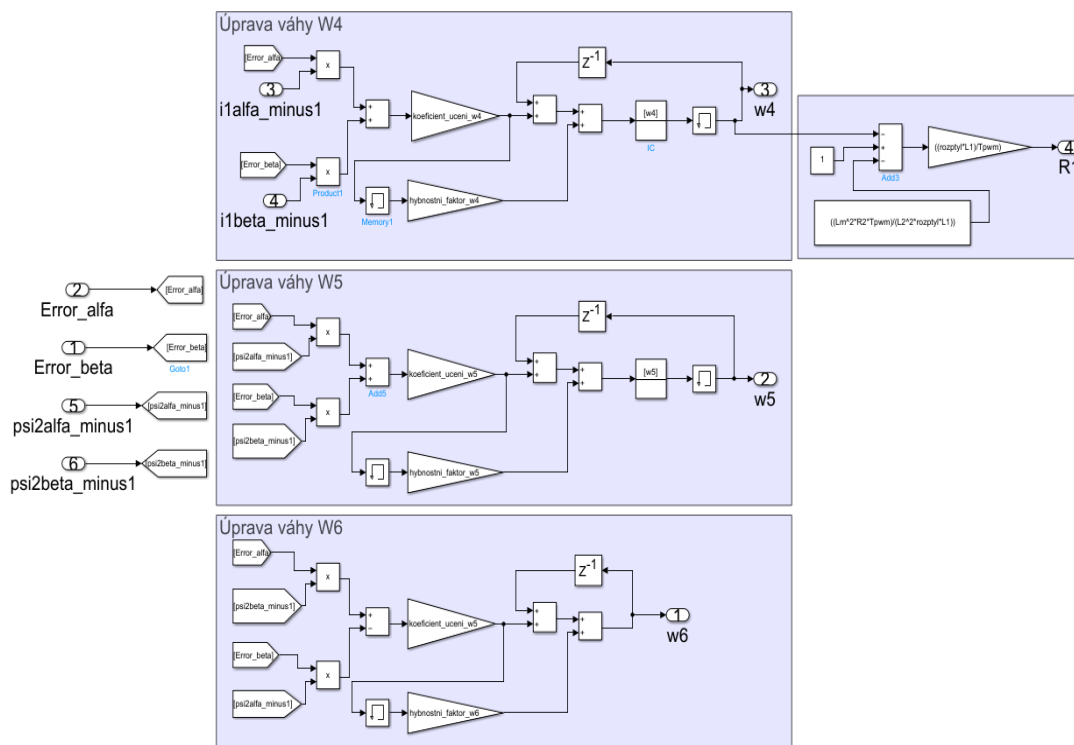 Úprava váhy W4
[Error_alfa]
x
3
i1alfa_minus1
[Error_beta]
x
Product1
4
i1beta_minus1
+
+
koeficient_uceni_w4
Memory1
hybnostni_faktor_w4
Z-1
+
+
+
+
[w4]
IC
3
w4
1
−
+
−
Add3
((rozptyl*L1)/Tpwm)
4
R1
((Lm^2*R2*Tpwm)/(L2^2*rozptyl*L1))
2
Error_alfa
[Error_alfa]
1
Error_beta
[Error_beta]
Goto1
5
psi2alfa_minus1
[psi2alfa_minus1]
6
psi2beta_minus1
[psi2beta_minus1]
Úprava váhy W5
[Error_alfa]
x
[psi2alfa_minus1]
[Error_beta]
x
[psi2beta_minus1]
+
+
Add5
koeficient_uceni_w5
hybnostni_faktor_w5
Z-1
+
+
+
+
[w5]
2
w5
Úprava váhy W6
[Error_alfa]
x
[psi2beta_minus1]
[Error_beta]
x
[psi2alfa_minus1]
+
−
koeficient_uceni_w5
hybnostni_faktor_w6
Z-1
+
+
+
+
1
w6